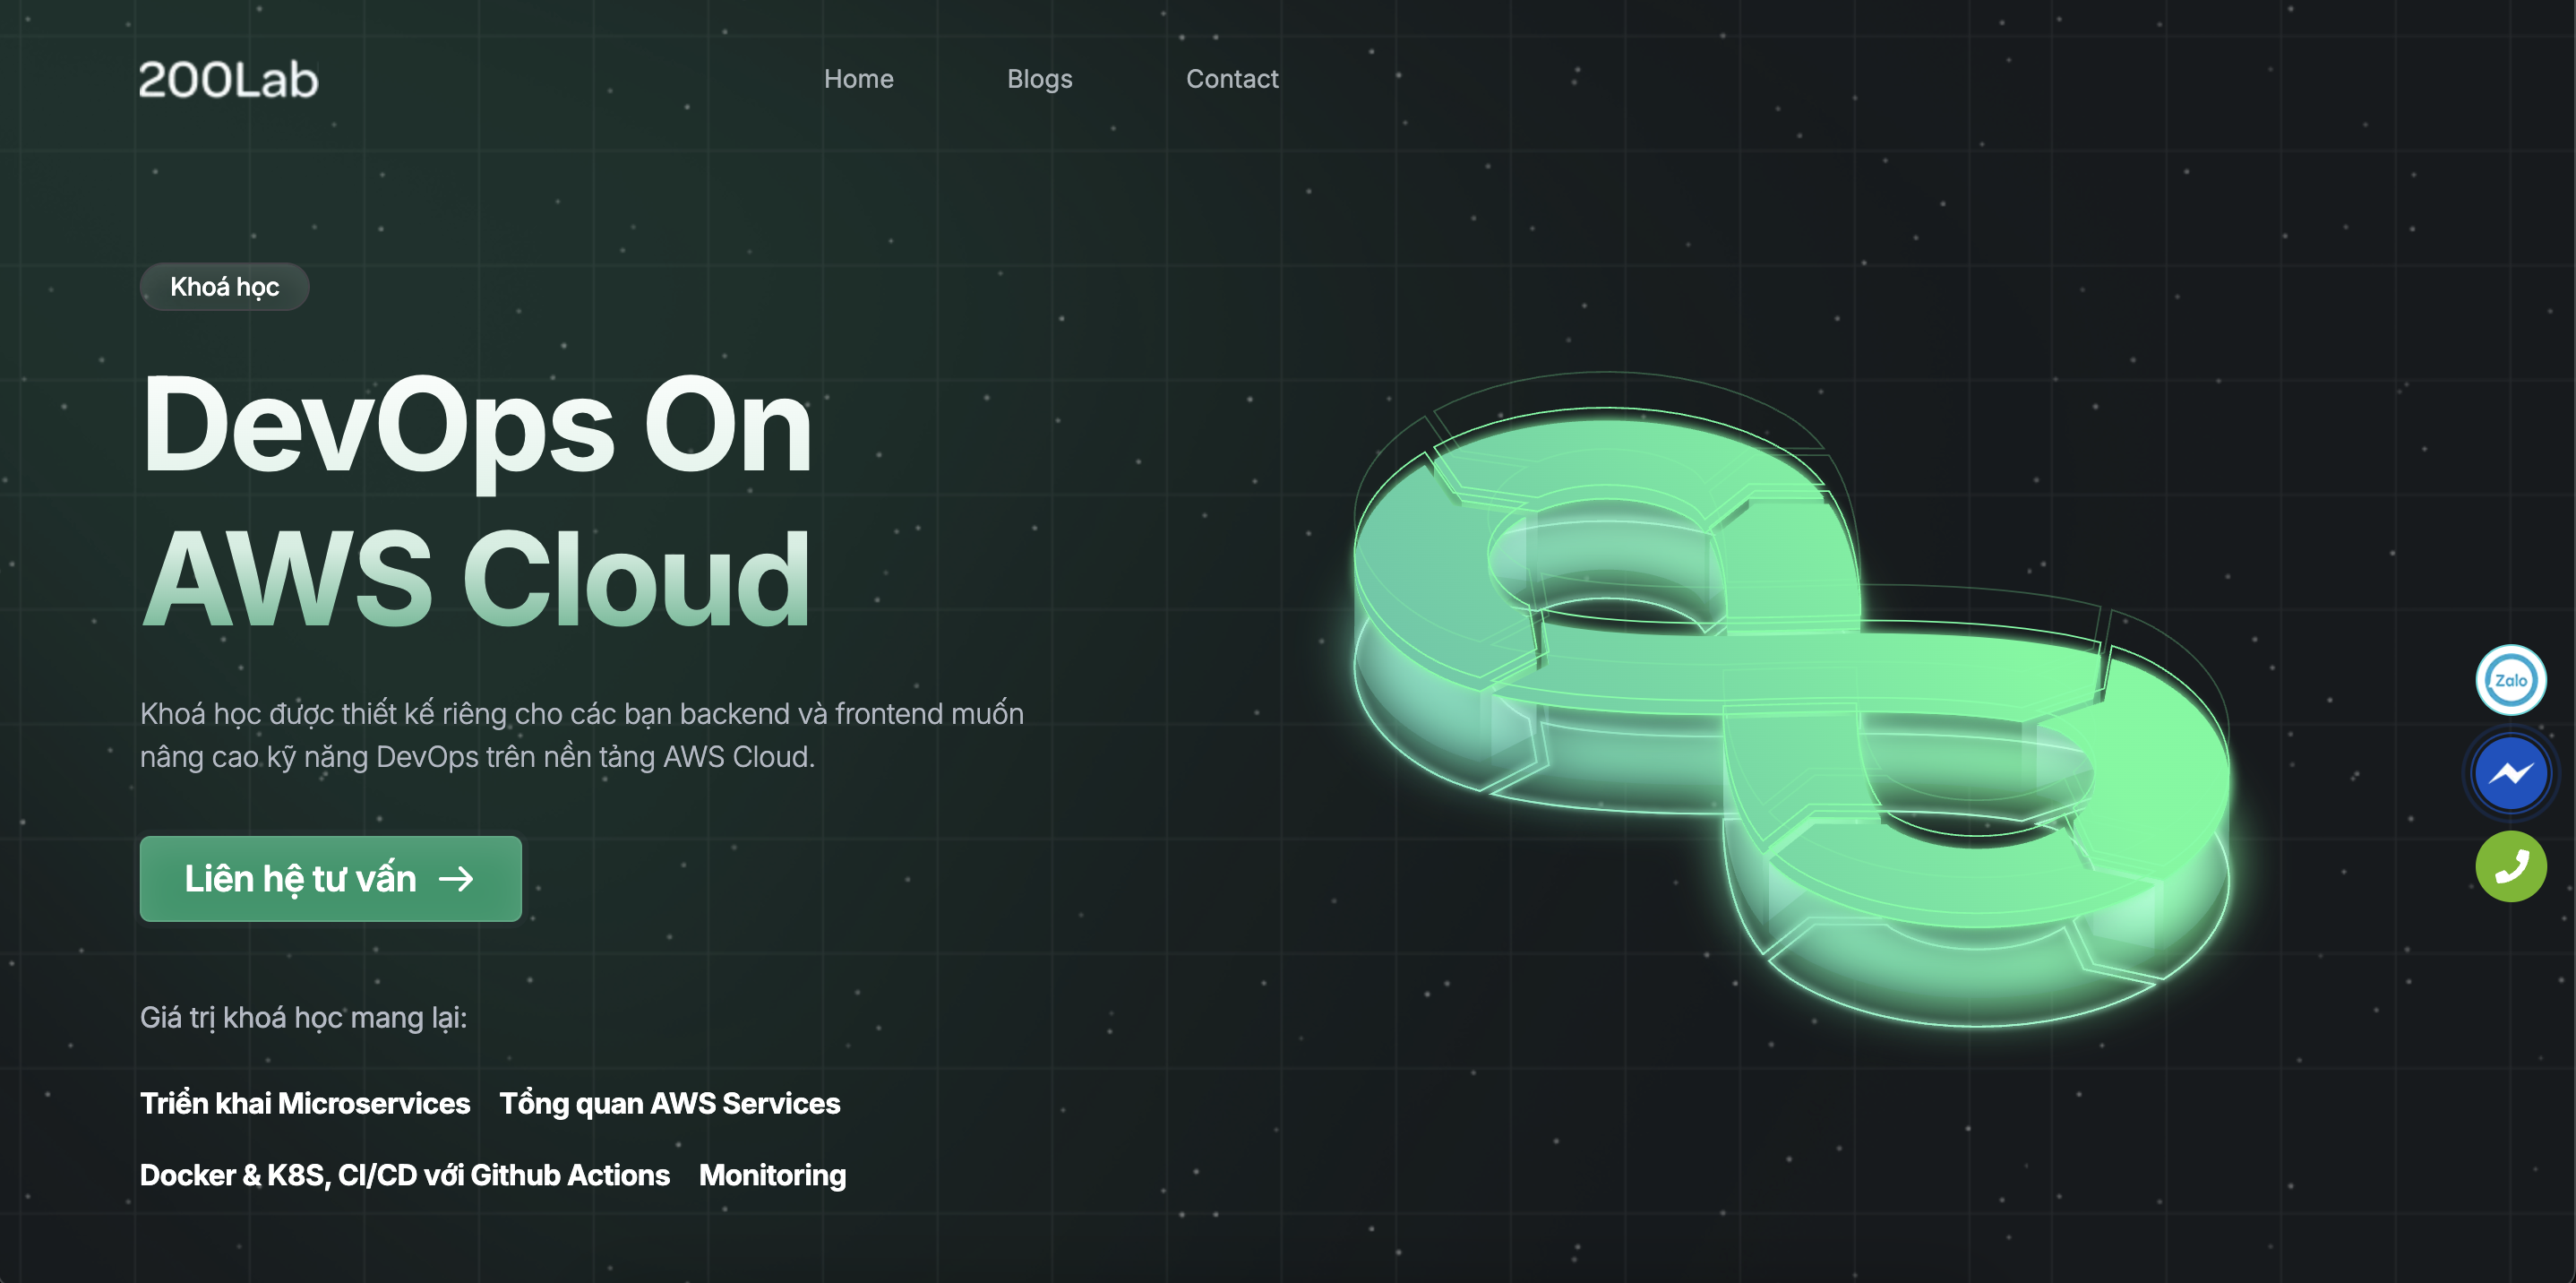 200Lab
Home Blogs Contact
Khoá học
DevOps On
AWS Cloud
Khoá học được thiết kế riêng cho các bạn backend và frontend muốn
nâng cao kỹ năng DevOps trên nền tảng AWS Cloud.
Liên hệ tư vấn →
Giá trị khoá học mang lại:
Triển khai Microservices Tổng quan AWS Services
Docker & K8S, CI/CD với Github Actions Monitoring
Zalo